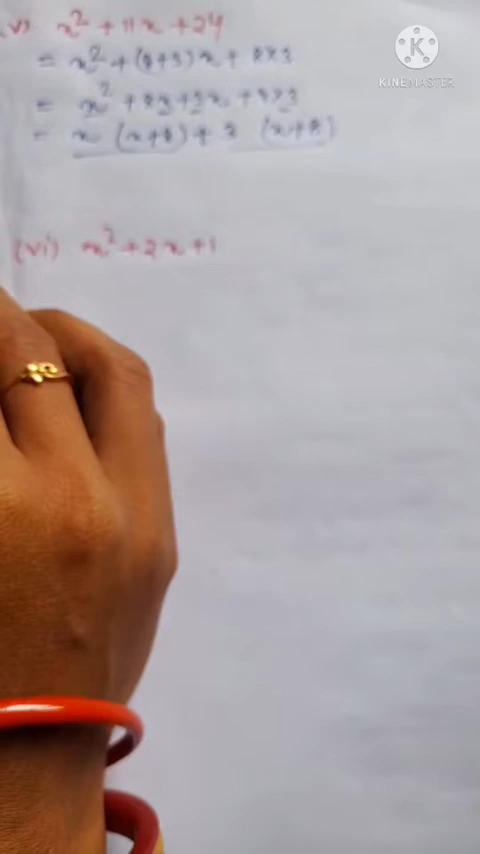 (v) x² + 11x + 24
= x² + (8+3)x + 8×3
= x² + 8x + 3x + 8×3
= x (x+8) + 3 (x+8)
(vi) x² + 2x + 1
K
KINEMASTER